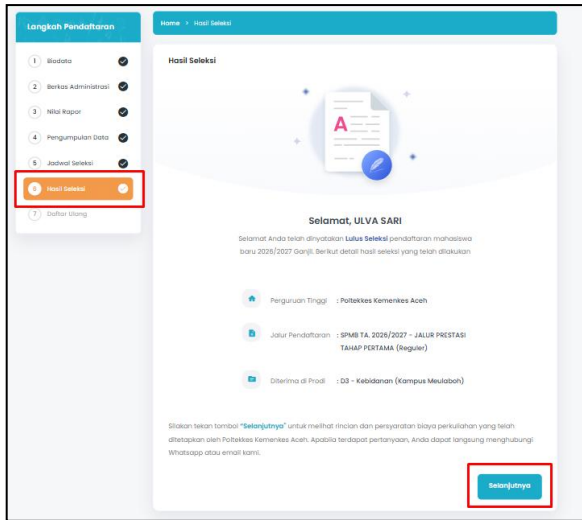 Langkah Pendaftaran
1 Biodata
2 Berkas Administrasi
3 Nilai Rapor
4 Pengumpulan Data
5 Jadwal Seleksi
6 Hasil Seleksi
7 Daftar Ulang
Home > Hasil Seleksi
Hasil Seleksi
A
Selamat, ULVA SARI
Selamat Anda telah dinyatakan Lulus Seleksi pendaftaran mahasiswa
baru 2026/2027 Ganjil. Berikut detail hasil seleksi yang telah dilakukan
Perguruan Tinggi : Poltekkes Kemenkes Aceh
Jalur Pendaftaran : SPMB TA. 2026/2027 - JALUR PRESTASI
TAHAP PERTAMA (Reguler)
Diterima di Prodi : D3 - Kebidanan (Kampus Meulaboh)
Silakan tekan tombol "Selanjutnya" untuk melihat rincian dan persyaratan biaya perkuliahan yang telah
ditetapkan oleh Poltekkes Kemenkes Aceh. Apabila terdapat pertanyaan, Anda dapat langsung menghubungi
Whatsapp atau email kami.
Selanjutnya